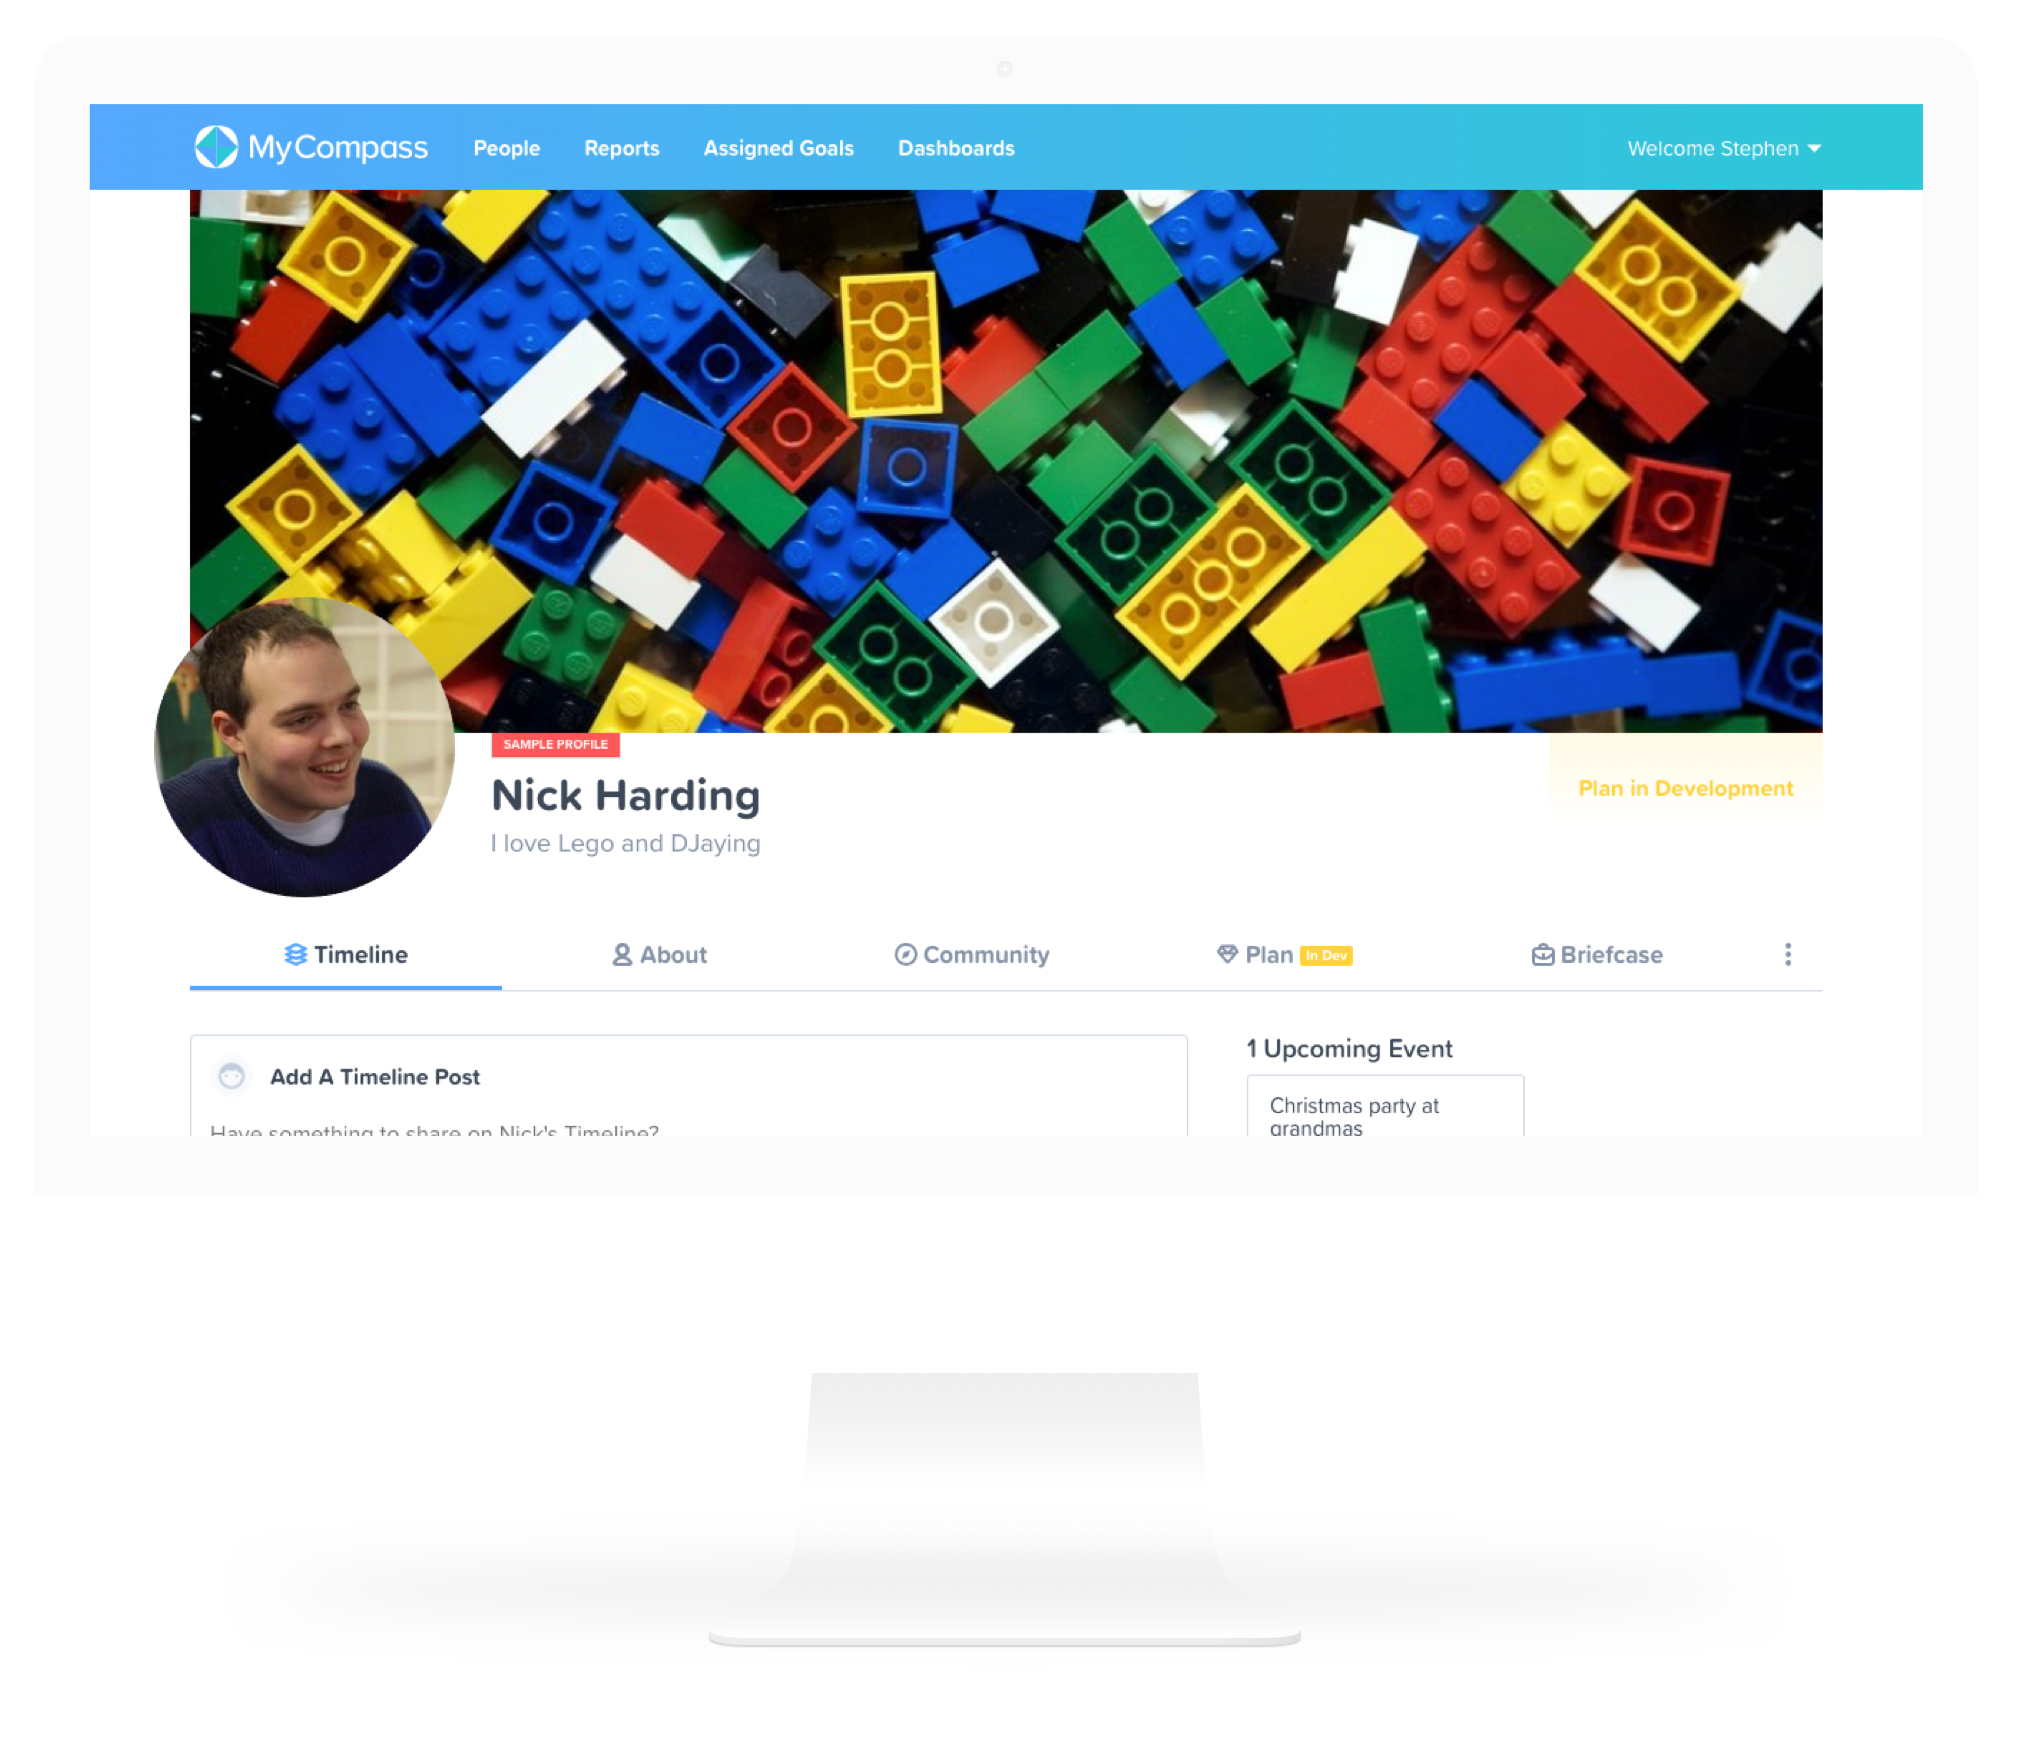 MyCompass People Reports Assigned Goals Dashboards Welcome Stephen
SAMPLE PROFILE
Nick Harding
I love Lego and DJaying
Plan in Development
Timeline About Community Plan In Dev Briefcase
Add A Timeline Post
Have something to share on Nick's Timeline?
1 Upcoming Event
Christmas party at
grandmas